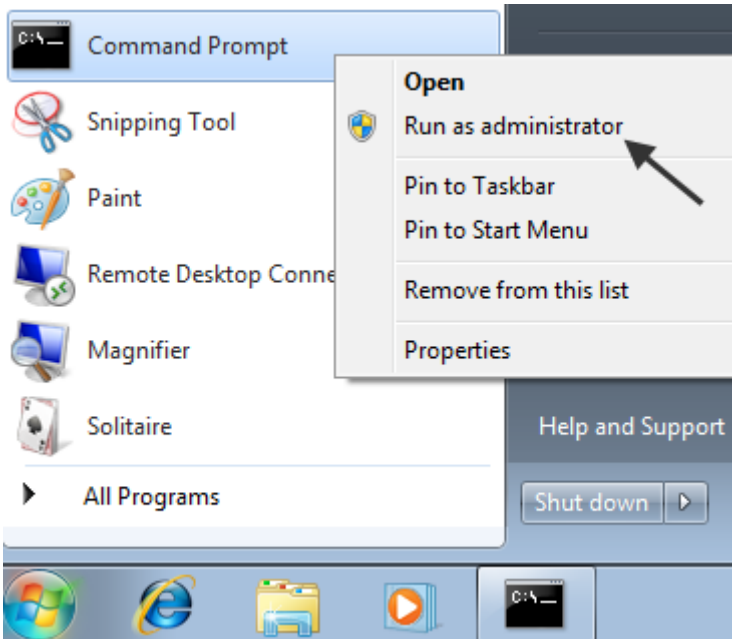 C:\_
Command Prompt
Open
Snipping Tool
Run as administrator
Paint
Pin to Taskbar
Pin to Start Menu
Remote Desktop Conne
Remove from this list
Magnifier
Properties
Solitaire
Help and Support
All Programs
Shut down
C:\_